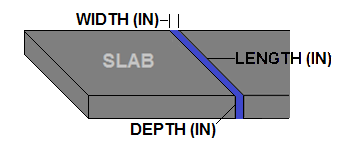 WIDTH (IN)
SLAB
LENGTH (IN)
DEPTH (IN)